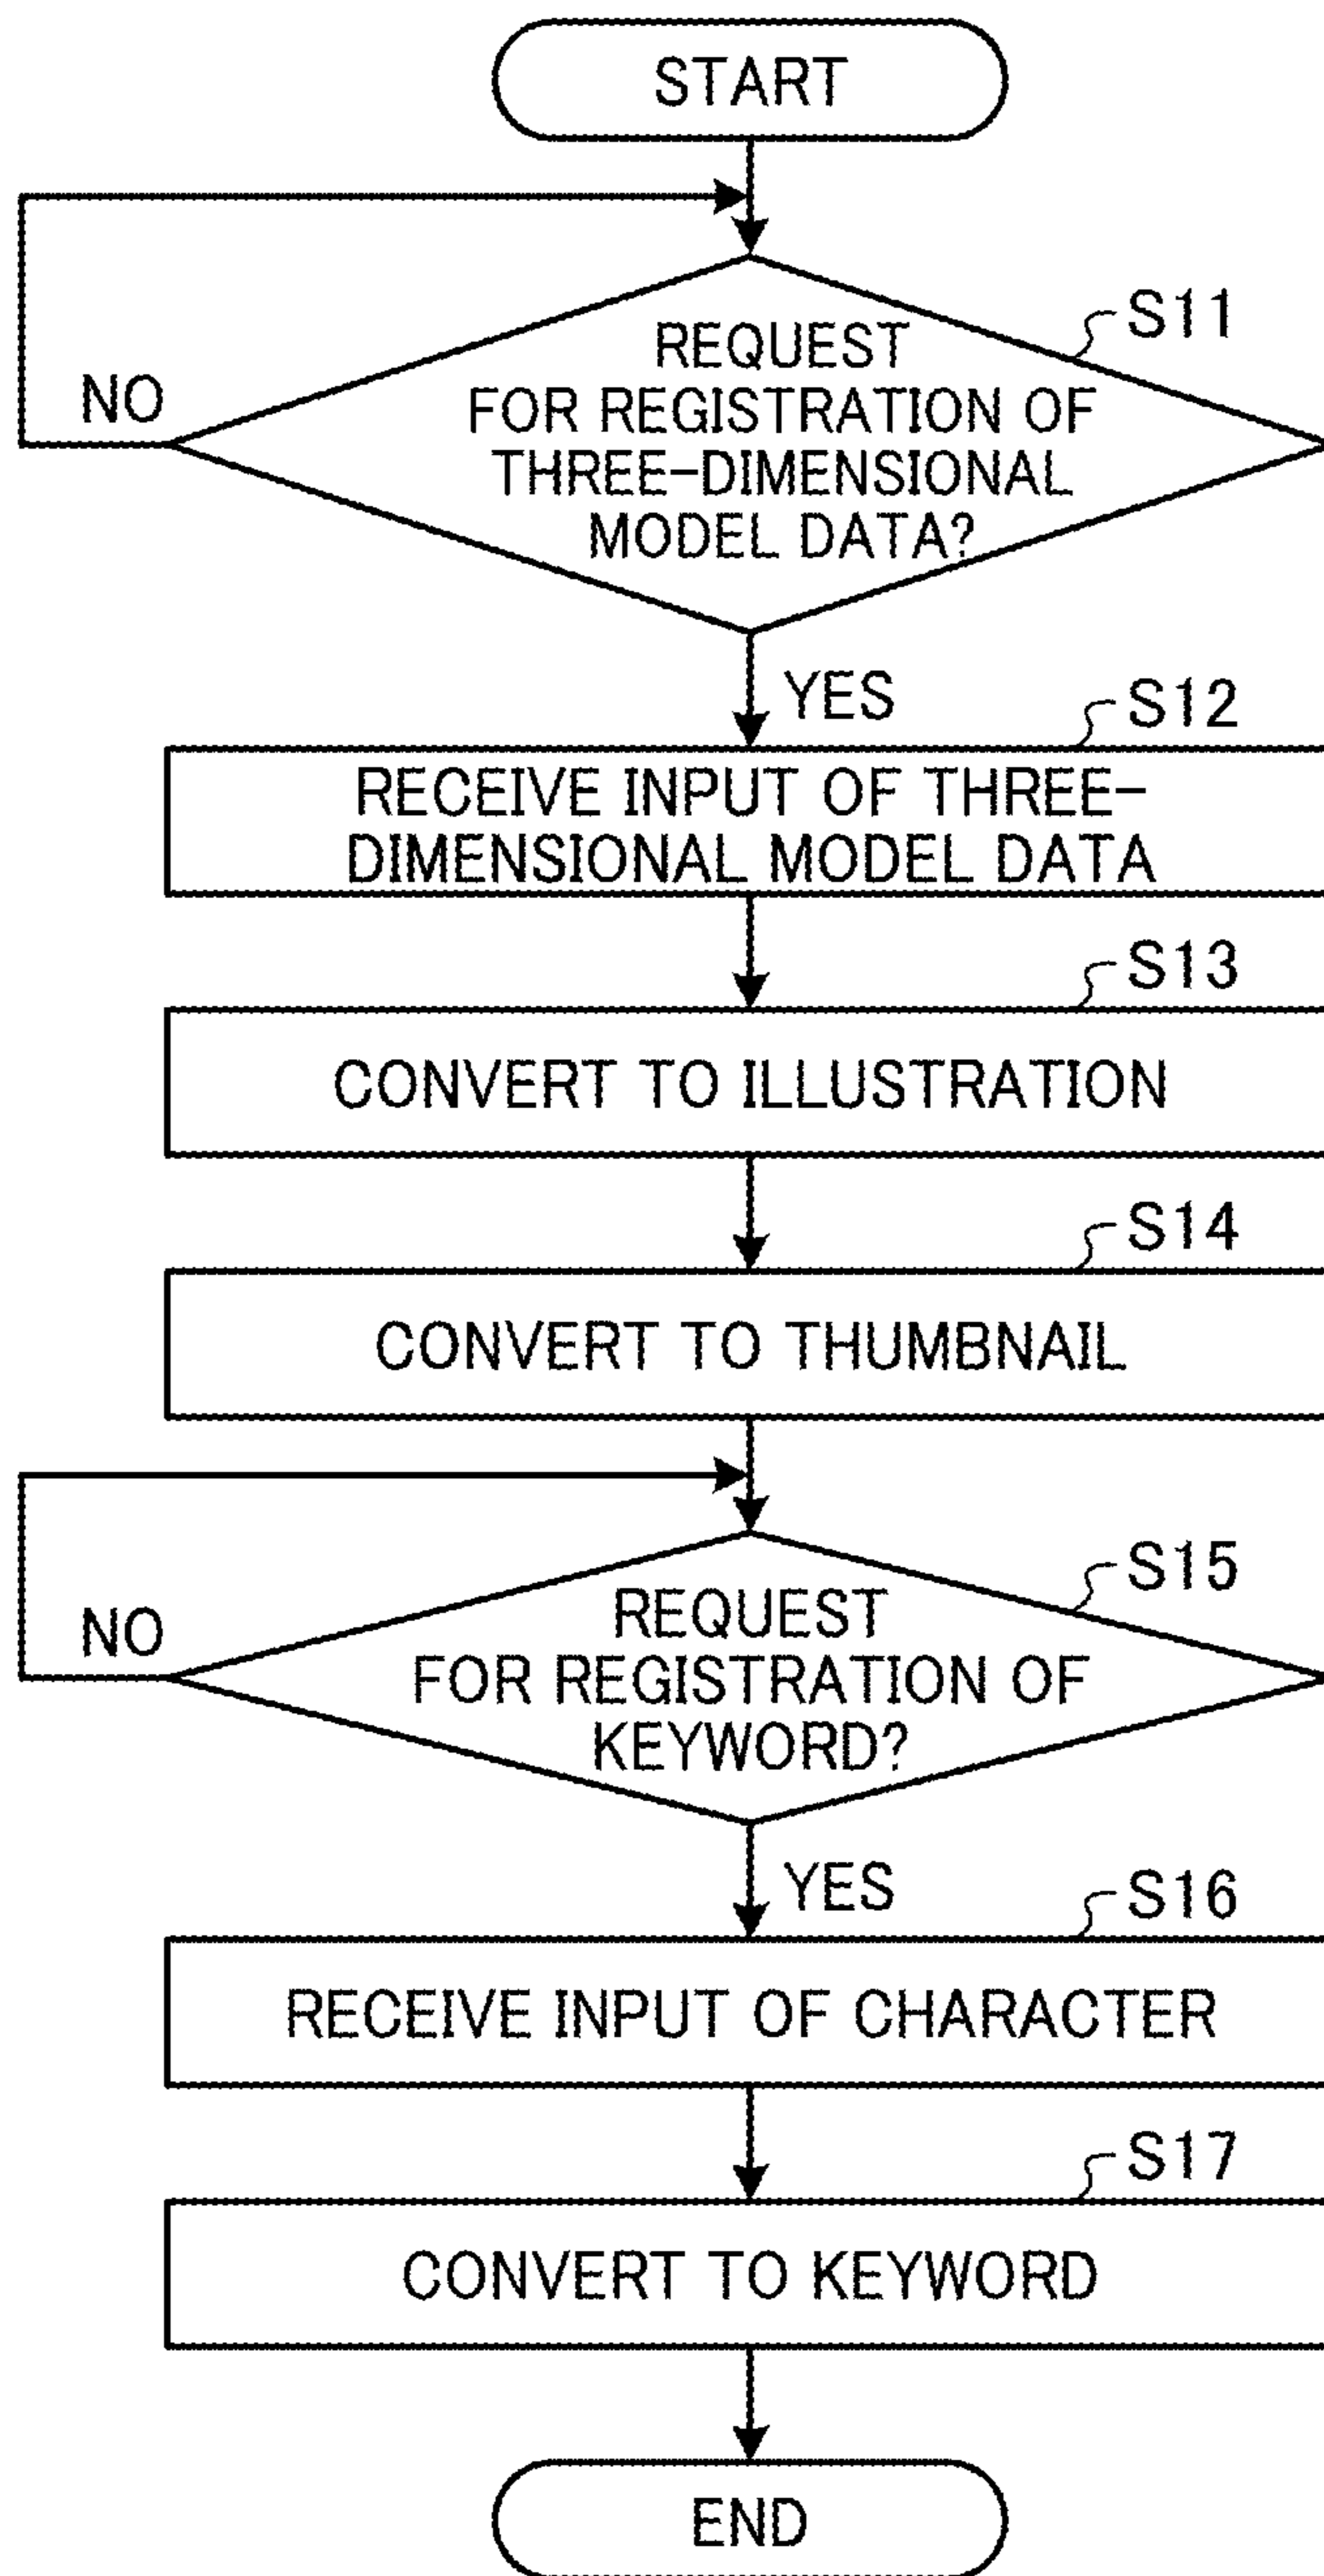 START
S11
REQUEST
FOR REGISTRATION OF
THREE-DIMENSIONAL
MODEL DATA?
NO
YES
S12
RECEIVE INPUT OF THREE-
DIMENSIONAL MODEL DATA
S13
CONVERT TO ILLUSTRATION
S14
CONVERT TO THUMBNAIL
S15
REQUEST
FOR REGISTRATION OF
KEYWORD?
NO
YES
S16
RECEIVE INPUT OF CHARACTER
S17
CONVERT TO KEYWORD
END